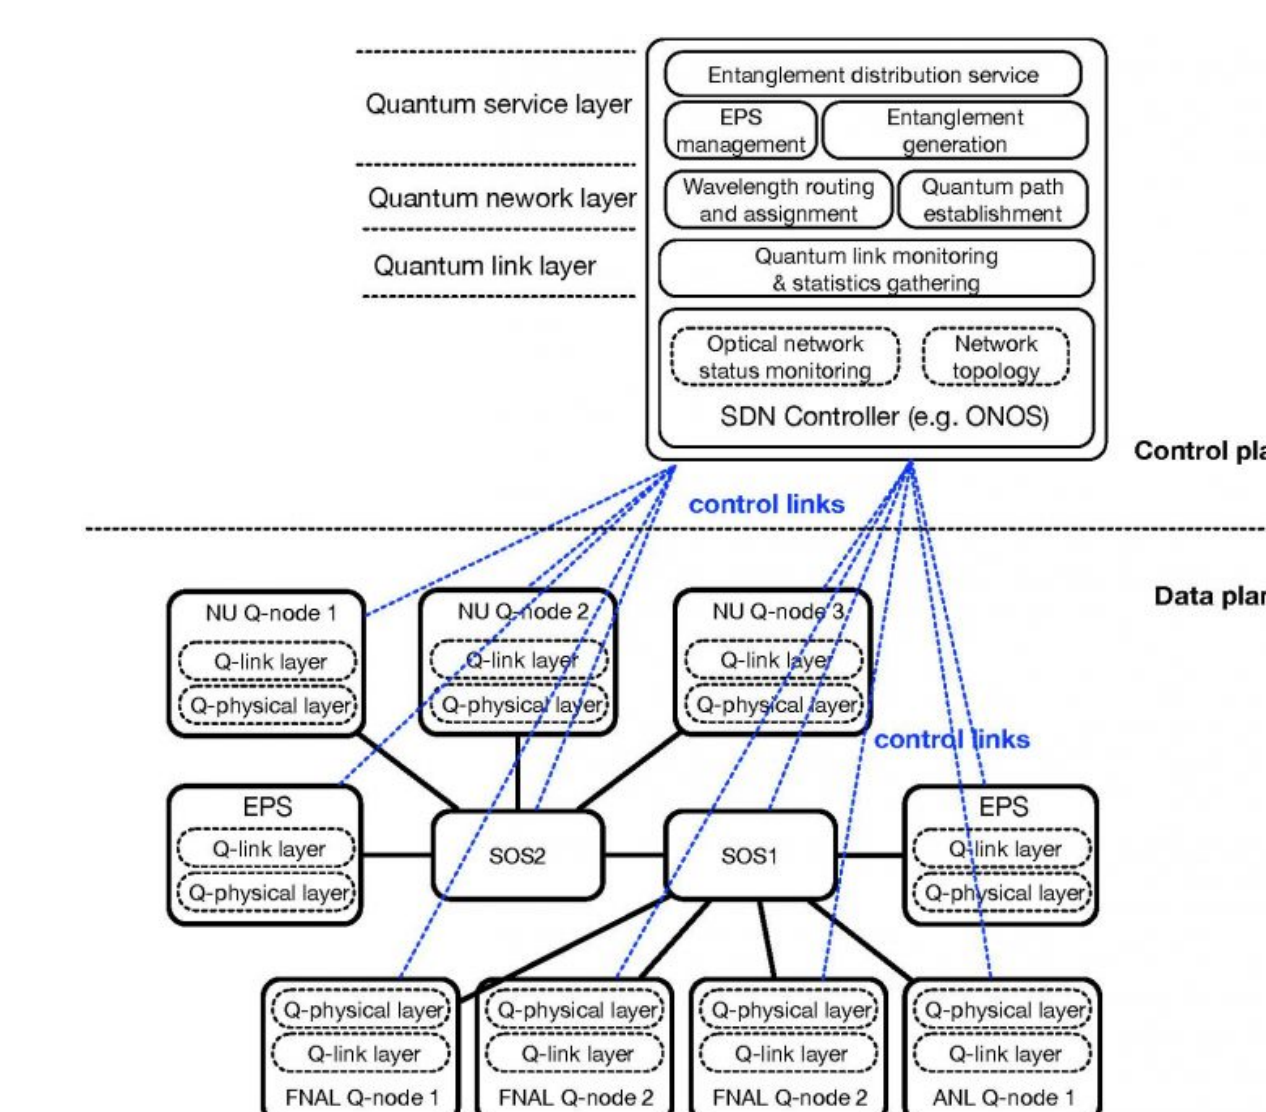 Entanglement distribution service
Quantum service layer
EPS
management
Entanglement
generation
Quantum nework layer
Wavelength routing
and assignment
Quantum path
establishment
Quantum link layer
Quantum link monitoring
& statistics gathering
Optical network
status monitoring
Network
topology
SDN Controller (e.g. ONOS)
Control pla
control links
Data plan
NU Q-node 1
Q-link layer
Q-physical layer
NU Q-node 2
Q-link layer
Q-physical layer
NU Q-node 3
Q-link layer
Q-physical layer
control links
EPS
Q-link layer
Q-physical layer
SOS2
SOS1
EPS
Q-link layer
Q-physical layer
Q-physical layer
Q-link layer
FNAL Q-node 1
Q-physical layer
Q-link layer
FNAL Q-node 2
Q-physical layer
Q-link layer
FNAL Q-node 2
Q-physical layer
Q-link layer
ANL Q-node 1